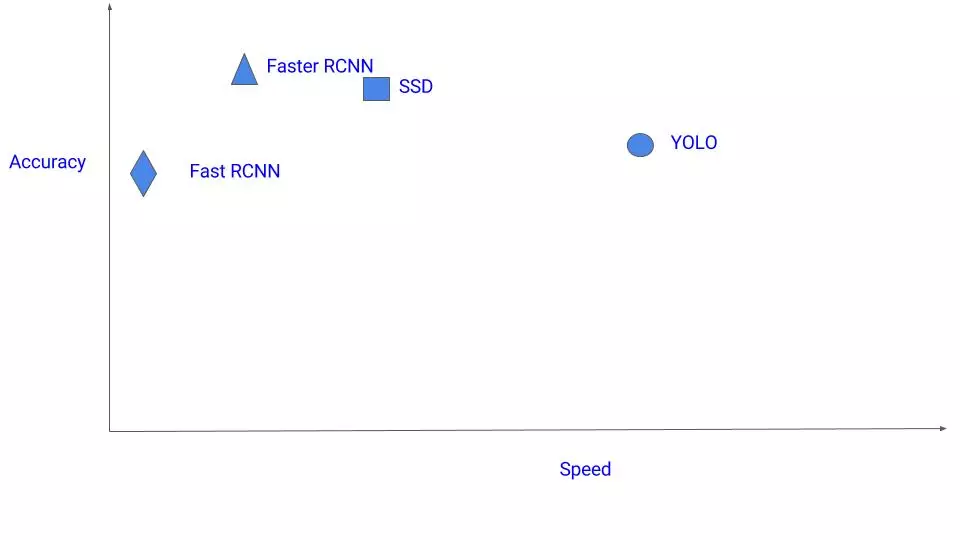 Faster RCNN
SSD
YOLO
Accuracy
Fast RCNN
Speed